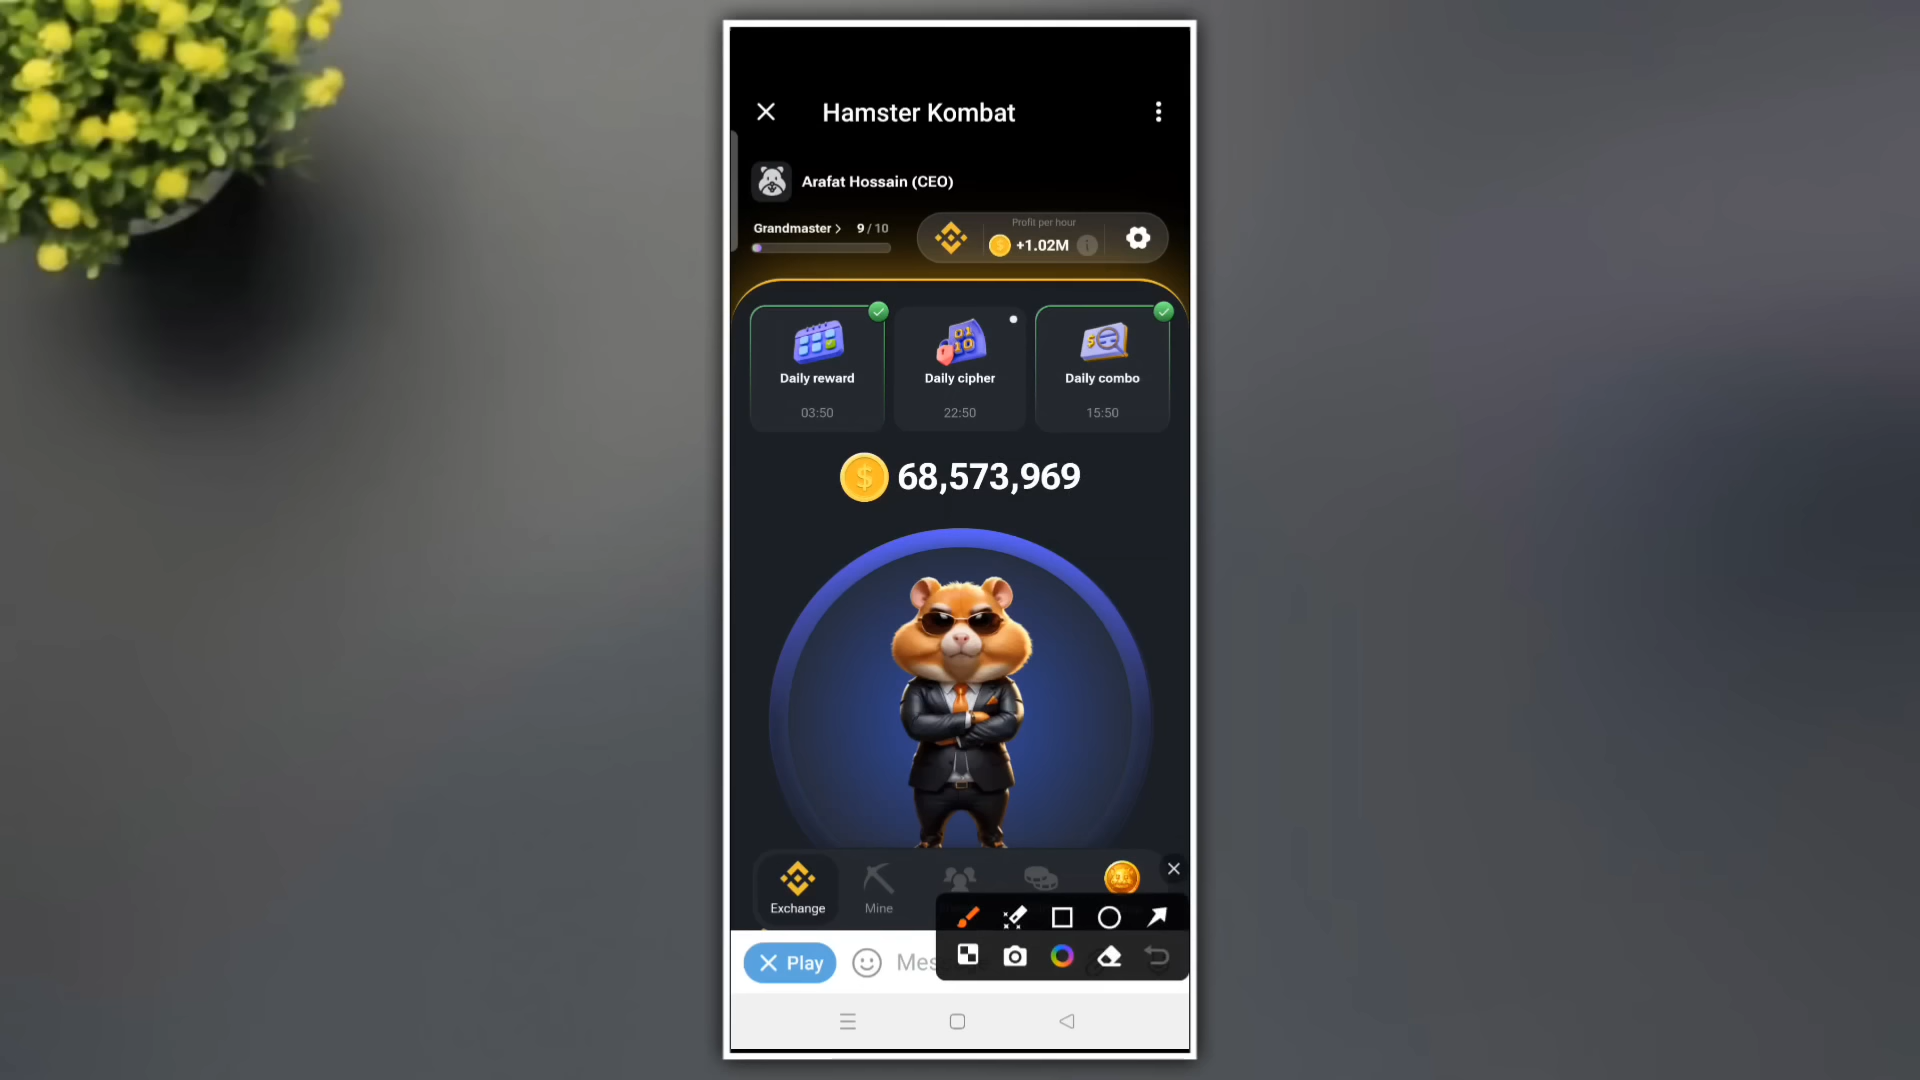 Hamster Kombat
Arafat Hossain (CEO)
Grandmaster > 9 / 10
Profit per hour
+1.02M
Daily reward
03:50
Daily cipher
22:50
Daily combo
15:50
68,573,969
Exchange
Mine
Play